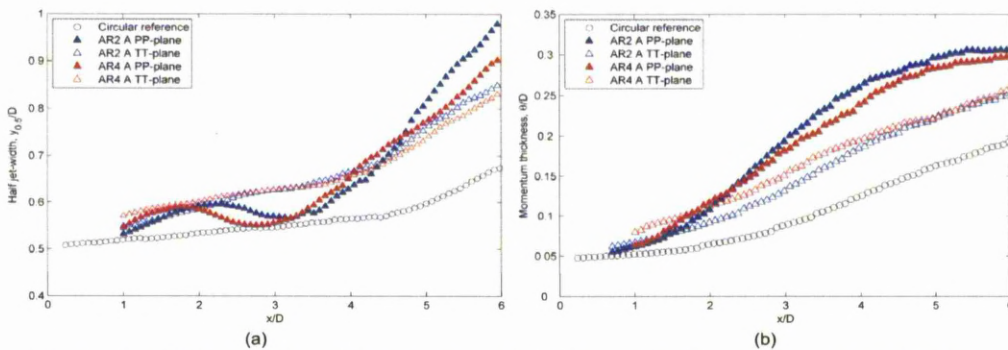 Circular reference
AR2 A PP-plane
AR2 A TT-plane
AR4 A PP-plane
AR4 A TT-plane
Half jet-width, y0.5/D
1
0.9
0.8
0.7
0.6
0.5
0.4
0 1 2 3 4 5 6
x/D
(a)
Circular reference
AR2 A PP-plane
AR2 A TT-plane
AR4 A PP-plane
AR4 A TT-plane
Momentum thickness, θ/D
0.35
0.3
0.25
0.2
0.15
0.1
0.05
0
0 1 2 3 4 5 6
x/D
(b)